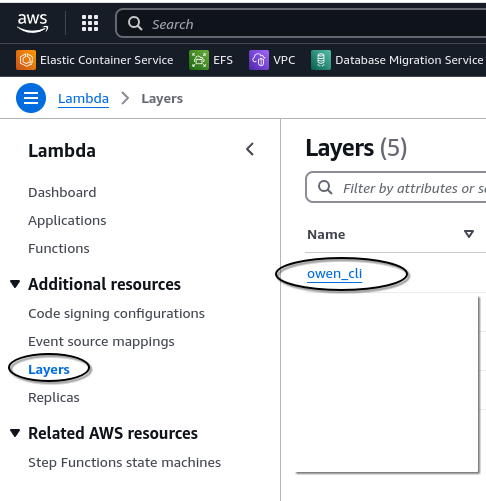 aws
Search
Elastic Container Service
EFS
VPC
Database Migration Service
Lambda
Layers
Lambda
Dashboard
Applications
Functions
Additional resources
Code signing configurations
Event source mappings
Layers
Replicas
Related AWS resources
Step Functions state machines
Layers (5)
Filter by attributes or
Name
owen_cli